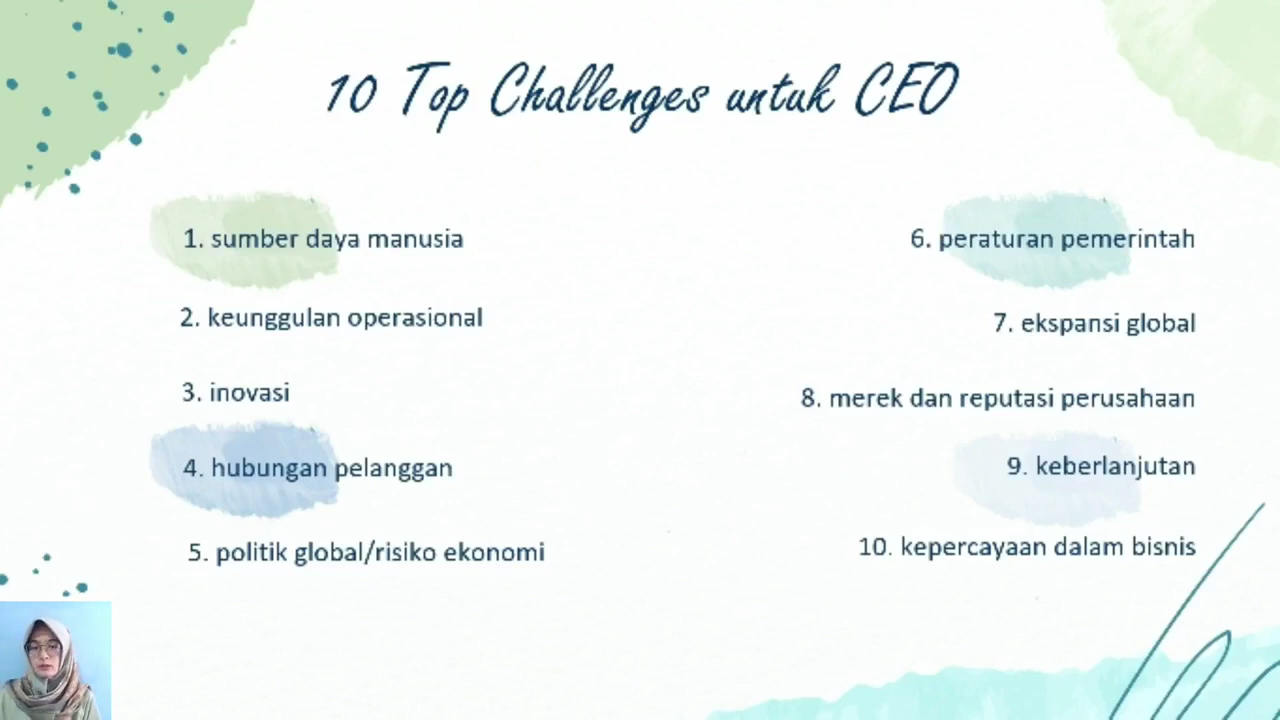 10 Top Challenges untuk CEO
1. sumber daya manusia
2. keunggulan operasional
3. inovasi
4. hubungan pelanggan
5. politik global/risiko ekonomi
6. peraturan pemerintah
7. ekspansi global
8. merek dan reputasi perusahaan
9. keberlanjutan
10. kepercayaan dalam bisnis